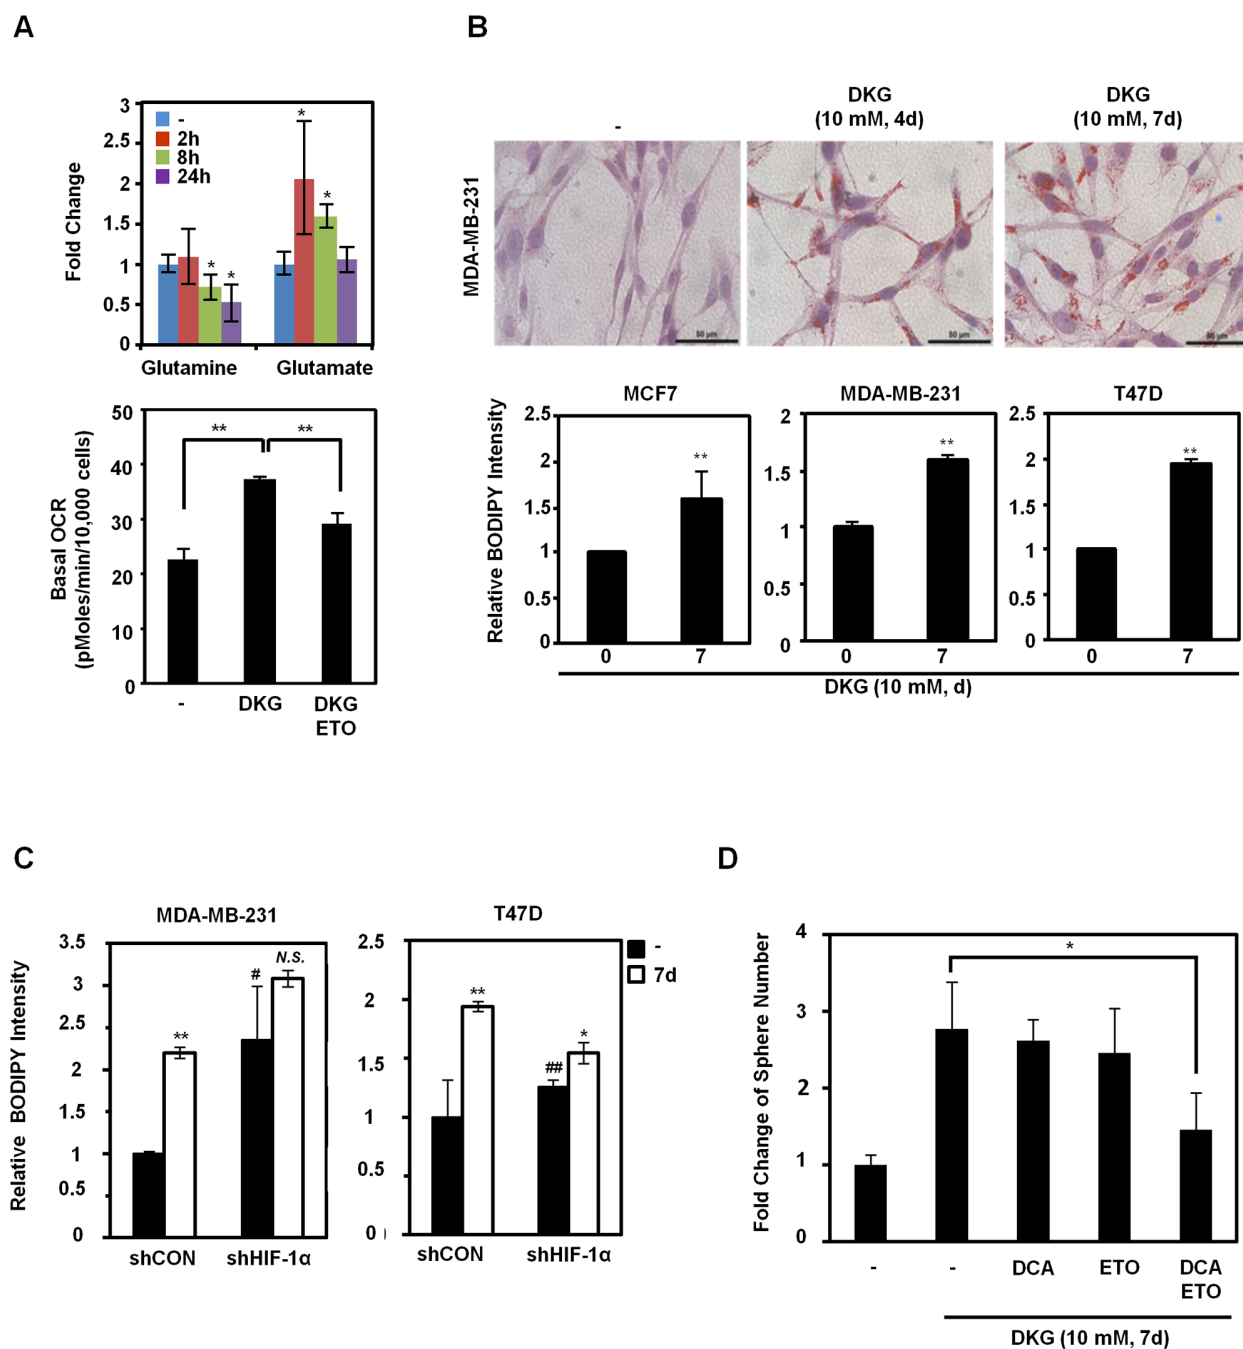 A
3
2.5
2
1.5
1
0.5
0
Fold Change
-
2h
8h
24h
*
*
*
*
Glutamine
Glutamate
50
40
30
20
10
0
Basal OCR
(pMoles/min/10,000 cells)
**
**
-
DKG
DKG
ETO
B
-
DKG
(10 mM, 4d)
DKG
(10 mM, 7d)
MDA-MB-231
50 µm
50 µm
50 µm
Relative BODIPY Intensity
MCF7
2.5
2
1.5
1
0.5
0
**
0
7
MDA-MB-231
2
1.5
1
0.5
0
**
0
7
T47D
2.5
2
1.5
1
0.5
0
**
0
7
DKG (10 mM, d)
C
MDA-MB-231
Relative BODIPY Intensity
3.5
3
2.5
2
1.5
1
0.5
0
**
#
N.S.
shCON
shHIF-1α
T47D
2.5
2
1.5
1
0.5
0
**
##
*
shCON
shHIF-1α
-
7d
D
Fold Change of Sphere Number
4
3
2
1
0
*
-
-
DCA
ETO
DCA
ETO
DKG (10 mM, 7d)